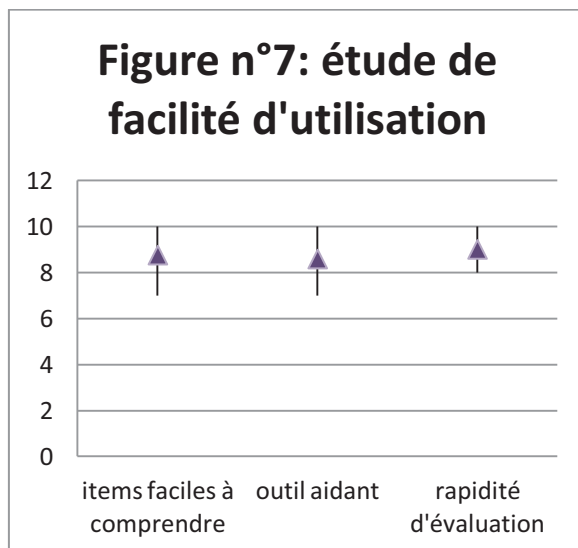 Figure n°7: étude de
facilité d'utilisation
12
10
8
6
4
2
0
items faciles à
comprendre
outil aidant
rapidité
d'évaluation